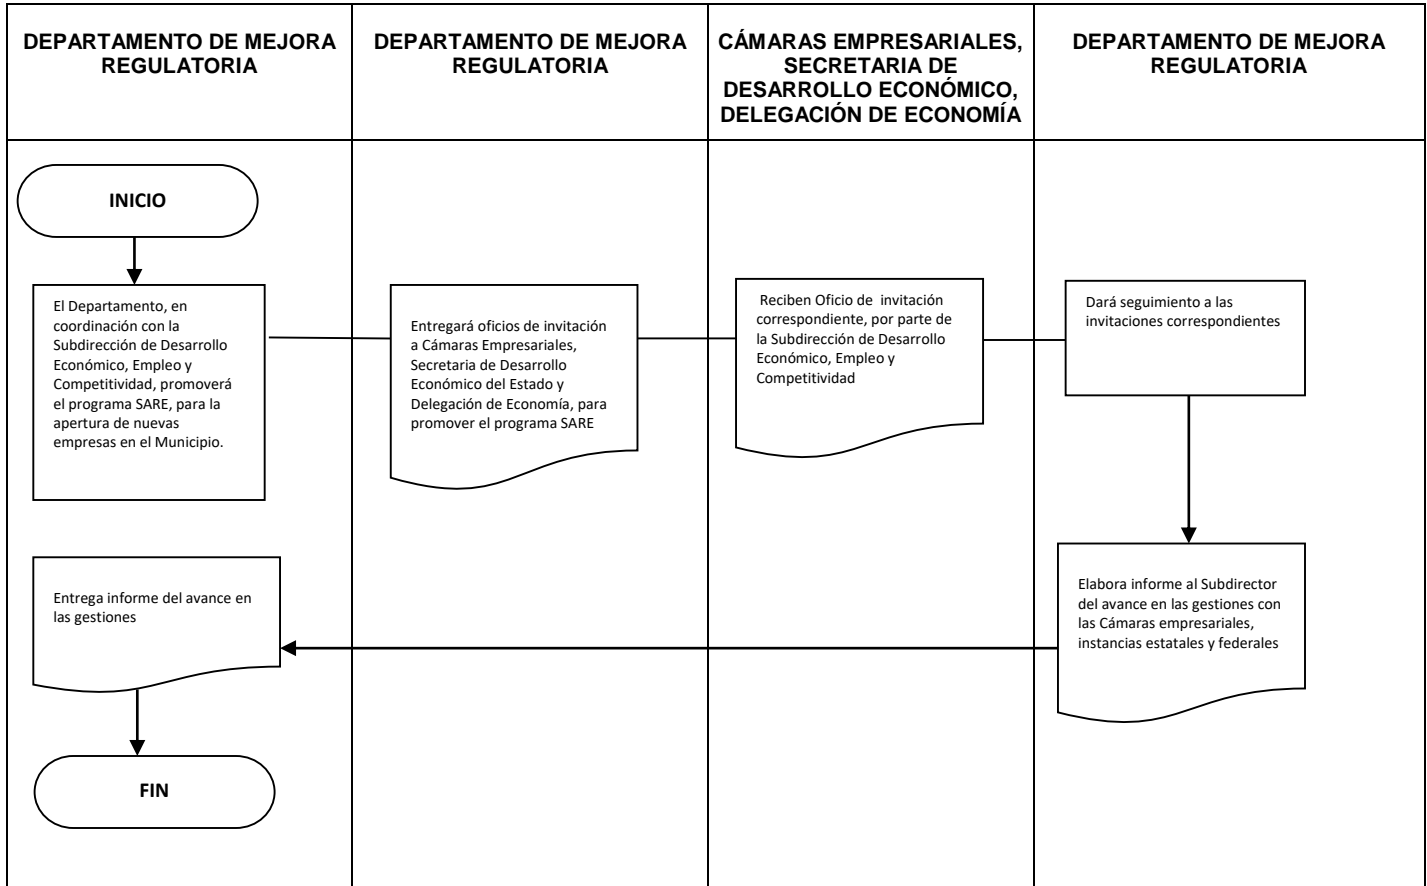 DEPARTAMENTO DE MEJORA
REGULATORIA
DEPARTAMENTO DE MEJORA
REGULATORIA
CÁMARAS EMPRESARIALES,
SECRETARIA DE
DESARROLLO ECONÓMICO,
DELEGACIÓN DE ECONOMÍA
DEPARTAMENTO DE MEJORA
REGULATORIA
INICIO
El Departamento, en
coordinación con la
Subdirección de Desarrollo
Económico, Empleo y
Competitividad, promoverá
el programa SARE, para la
apertura de nuevas
empresas en el Municipio.
Entregará oficios de invitación
a Cámaras Empresariales,
Secretaria de Desarrollo
Económico del Estado y
Delegación de Economía, para
promover el programa SARE
Reciben Oficio de invitación
correspondiente, por parte de
la Subdirección de Desarrollo
Económico, Empleo y
Competitividad
Dará seguimiento a las
invitaciones correspondientes
Elabora informe al Subdirector
del avance en las gestiones con
las Cámaras empresariales,
instancias estatales y federales
Entrega informe del avance en
las gestiones
FIN